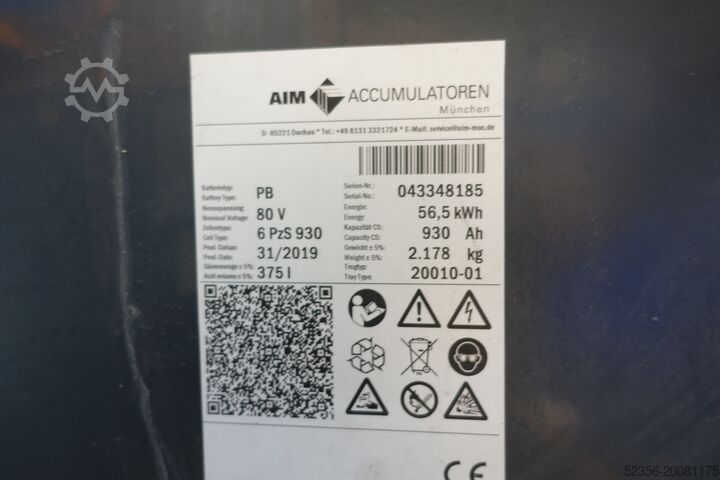 AIM ACCUMULATOREN
München
D -85221 Dachau * Tel.: +49 8131 3321724 * E-Mail: service@aim-muc.de
Batterietyp: PB Serien-Nr.: 043348185
Battery Type: Serial-No.:
Nennspannung: 80 V Energie: 56,5 kWh
Nominal Voltage: Energy:
Zellentype: 6 PzS 930 Kapazität C5: 930 Ah
Cell Type: Capacity C5:
Prod. Datum: 31/2019 Gewicht ± 5%: 2.178 kg
Prod.-Date: Weight ± 5%:
Säurenmenge ± 5%: 375 l Trogtyp: 20010-01
Acid volume ± 5%: Tray Type:
CE
52356-20081175